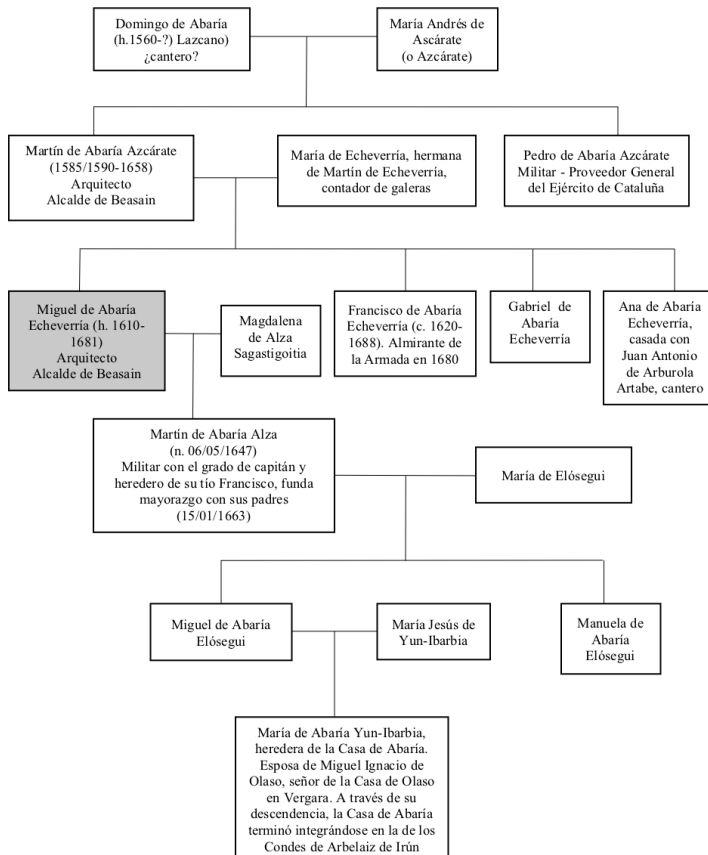 Domingo de Abaría
(h.1560-?) Lazcano)
¿cantero?
María Andrés de
Ascárate
(o Azcárate)
Martín de Abaría Azcárate
(1585/1590-1658)
Arquitecto
Alcalde de Beasain
María de Echeverría, hermana
de Martín de Echeverría,
contador de galeras
Pedro de Abaría Azcárate
Militar - Proveedor General
del Ejército de Cataluña
Miguel de Abaría
Echeverría (h. 1610-
1681)
Arquitecto
Alcalde de Beasain
Magdalena
de Alza
Sagastigoitia
Francisco de Abaría
Echeverría (c. 1620-
1688). Almirante de
la Armada en 1680
Gabriel de
Abaría
Echeverría
Ana de Abaría
Echeverría,
casada con
Juan Antonio
de Arburola
Artabe, cantero
Martín de Abaría Alza
(n. 06/05/1647)
Militar con el grado de capitán y
heredero de su tío Francisco, funda
mayorazgo con sus padres
(15/01/1663)
María de Elósegui
Miguel de Abaría
Elósegui
María Jesús de
Yun-Ibarbia
Manuela de
Abaría
Elósegui
María de Abaría Yun-Ibarbia,
heredera de la Casa de Abaría.
Esposa de Miguel Ignacio de
Olaso, señor de la Casa de Olaso
en Vergara. A través de su
descendencia, la Casa de Abaría
terminó integrándose en la de los
Condes de Arbelaiz de Irún